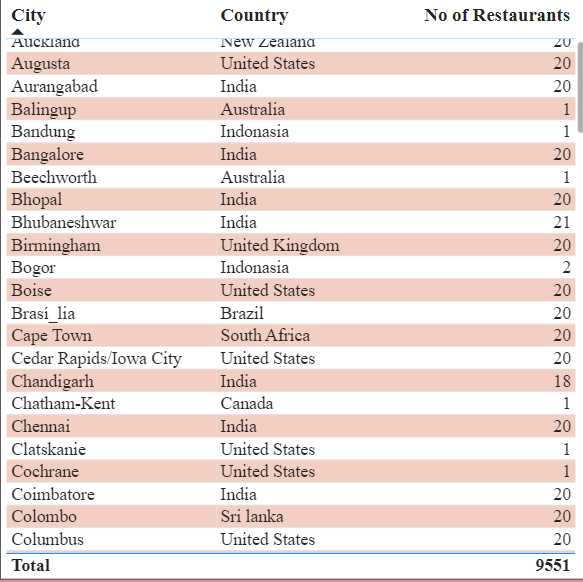 City Country No of Restaurants
Auckland New Zealand 20
Augusta United States 20
Aurangabad India 20
Balingup Australia 1
Bandung Indonasia 1
Bangalore India 20
Beechworth Australia 1
Bhopal India 20
Bhubaneshwar India 21
Birmingham United Kingdom 20
Bogor Indonasia 2
Boise United States 20
Brasí_lia Brazil 20
Cape Town South Africa 20
Cedar Rapids/Iowa City United States 20
Chandigarh India 18
Chatham-Kent Canada 1
Chennai India 20
Clatskanie United States 1
Cochrane United States 1
Coimbatore India 20
Colombo Sri lanka 20
Columbus United States 20
Total 9551